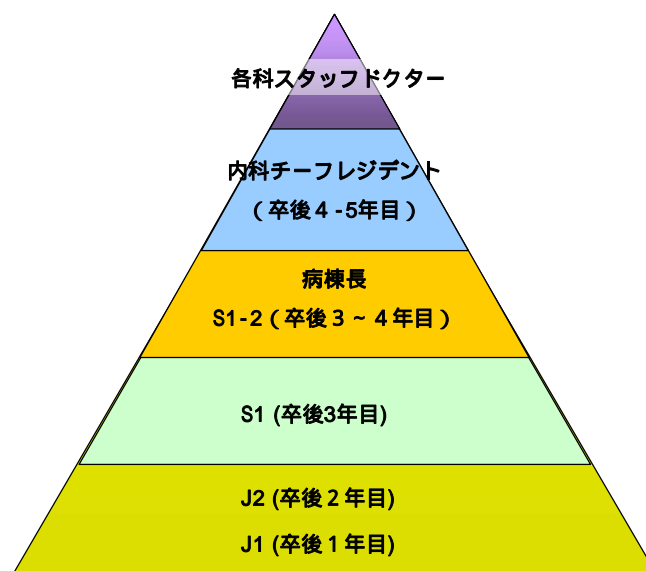 各科スタッフドクター
内科チーフレジデント
（卒後４-5年目）
病棟長
S1-2（卒後３～４年目）
S1 (卒後3年目)
J2 (卒後２年目)
J1 (卒後１年目)